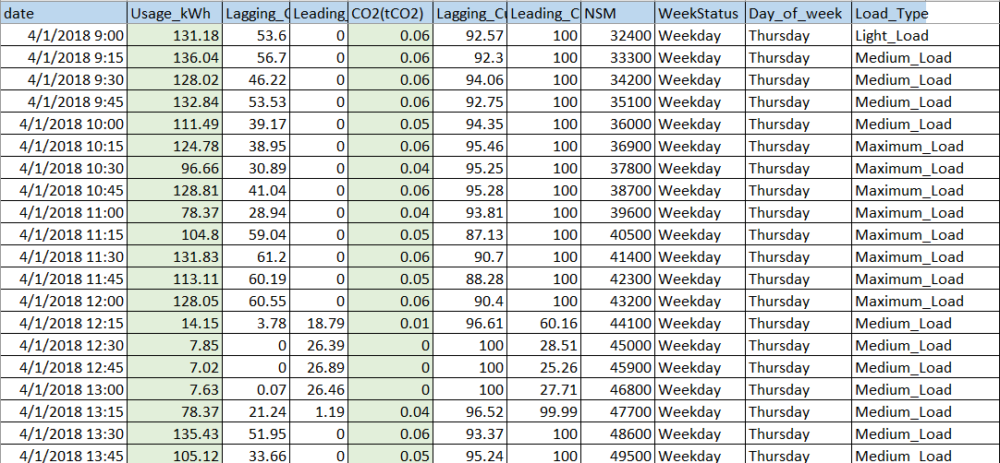 date Usage_kWh Lagging_C Leading_ CO2(tCO2) Lagging_Cu Leading_C NSM WeekStatus Day_of_week Load_Type
4/1/2018 9:00 131.18 53.6 0 0.06 92.57 100 32400 Weekday Thursday Light_Load
4/1/2018 9:15 136.04 56.7 0 0.06 92.3 100 33300 Weekday Thursday Medium_Load
4/1/2018 9:30 128.02 46.22 0 0.06 94.06 100 34200 Weekday Thursday Medium_Load
4/1/2018 9:45 132.84 53.53 0 0.06 92.75 100 35100 Weekday Thursday Medium_Load
4/1/2018 10:00 111.49 39.17 0 0.05 94.35 100 36000 Weekday Thursday Medium_Load
4/1/2018 10:15 124.78 38.95 0 0.06 95.46 100 36900 Weekday Thursday Maximum_Load
4/1/2018 10:30 96.66 30.89 0 0.04 95.25 100 37800 Weekday Thursday Maximum_Load
4/1/2018 10:45 128.81 41.04 0 0.06 95.28 100 38700 Weekday Thursday Maximum_Load
4/1/2018 11:00 78.37 28.94 0 0.04 93.81 100 39600 Weekday Thursday Maximum_Load
4/1/2018 11:15 104.8 59.04 0 0.05 87.13 100 40500 Weekday Thursday Maximum_Load
4/1/2018 11:30 131.83 61.2 0 0.06 90.7 100 41400 Weekday Thursday Maximum_Load
4/1/2018 11:45 113.11 60.19 0 0.05 88.28 100 42300 Weekday Thursday Maximum_Load
4/1/2018 12:00 128.05 60.55 0 0.06 90.4 100 43200 Weekday Thursday Maximum_Load
4/1/2018 12:15 14.15 3.78 18.79 0.01 96.61 60.16 44100 Weekday Thursday Medium_Load
4/1/2018 12:30 7.85 0 26.39 0 100 28.51 45000 Weekday Thursday Medium_Load
4/1/2018 12:45 7.02 0 26.89 0 100 25.26 45900 Weekday Thursday Medium_Load
4/1/2018 13:00 7.63 0.07 26.46 0 100 27.71 46800 Weekday Thursday Medium_Load
4/1/2018 13:15 78.37 21.24 1.19 0.04 96.52 99.99 47700 Weekday Thursday Medium_Load
4/1/2018 13:30 135.43 51.95 0 0.06 93.37 100 48600 Weekday Thursday Medium_Load
4/1/2018 13:45 105.12 33.66 0 0.05 95.24 100 49500 Weekday Thursday Medium_Load